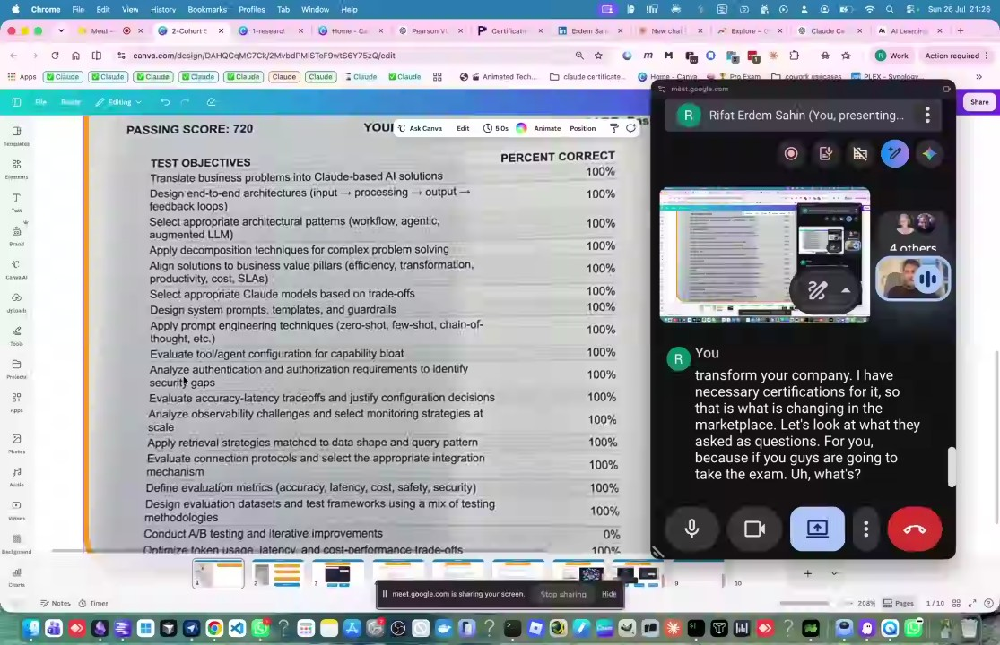 Chrome File Edit View History Bookmarks Profiles Tab Window Help
Sun 26 Jul 21:26
Meet —
2-Cohort
1-researcl
Home - Ca
Pearson V
Certificate
Erdem Sah
New chat
Explore – G
Claude Ce
AI Learnin
canva.com/design/DAHQCqMC7Ck/2MvbdPMISTcF9wtS6Y75zQ/edit
Work
Action required
Apps
Claude
Claude
Claude
Claude
Claude
Claude
Claude
Claude
Claude
Animated Tech...
claude certificate...
Home - Canva
Pro Exam
cowork usecases
PLEX - Synology...
File
Resize
Editing
Share
Ask Canva
Edit
5.0s
Animate
Position
Templates
Elements
Text
Brand
Canva AI
Uploads
Tools
Projects
Apps
Photos
Audio
Videos
Background
Charts
PASSING SCORE: 720
TEST OBJECTIVES
PERCENT CORRECT
Translate business problems into Claude-based AI solutions 100%
Design end-to-end architectures (input → processing → output → 100%
feedback loops)
Select appropriate architectural patterns (workflow, agentic, 100%
augmented LLM)
Apply decomposition techniques for complex problem solving 100%
Align solutions to business value pillars (efficiency, transformation, 100%
productivity, cost, SLAs)
Select appropriate Claude models based on trade-offs 100%
Design system prompts, templates, and guardrails 100%
Apply prompt engineering techniques (zero-shot, few-shot, chain-of- 100%
thought, etc.)
Evaluate tool/agent configuration for capability bloat 100%
Analyze authentication and authorization requirements to identify 100%
security gaps
Evaluate accuracy-latency tradeoffs and justify configuration decisions 100%
Analyze observability challenges and select monitoring strategies at 100%
scale
Apply retrieval strategies matched to data shape and query pattern 100%
Evaluate connection protocols and select the appropriate integration 100%
mechanism
Define evaluation metrics (accuracy, latency, cost, safety, security) 100%
Design evaluation datasets and test frameworks using a mix of testing 100%
methodologies
Conduct A/B testing and iterative improvements 0%
Optimize token usage, latency, and cost-performance trade-offs 100%
meet.google.com
R
Rifat Erdem Sahin (You, presenting...
4 others
R
You
transform your company. I have
necessary certifications for it, so
that is what is changing in the
marketplace. Let's look at what they
asked as questions. For you,
because if you guys are going to
take the exam. Uh, what's?
1
2
3
9
10
meet.google.com is sharing your screen.
Stop sharing
Hide
Notes
Timer
208%
Pages
1 / 10